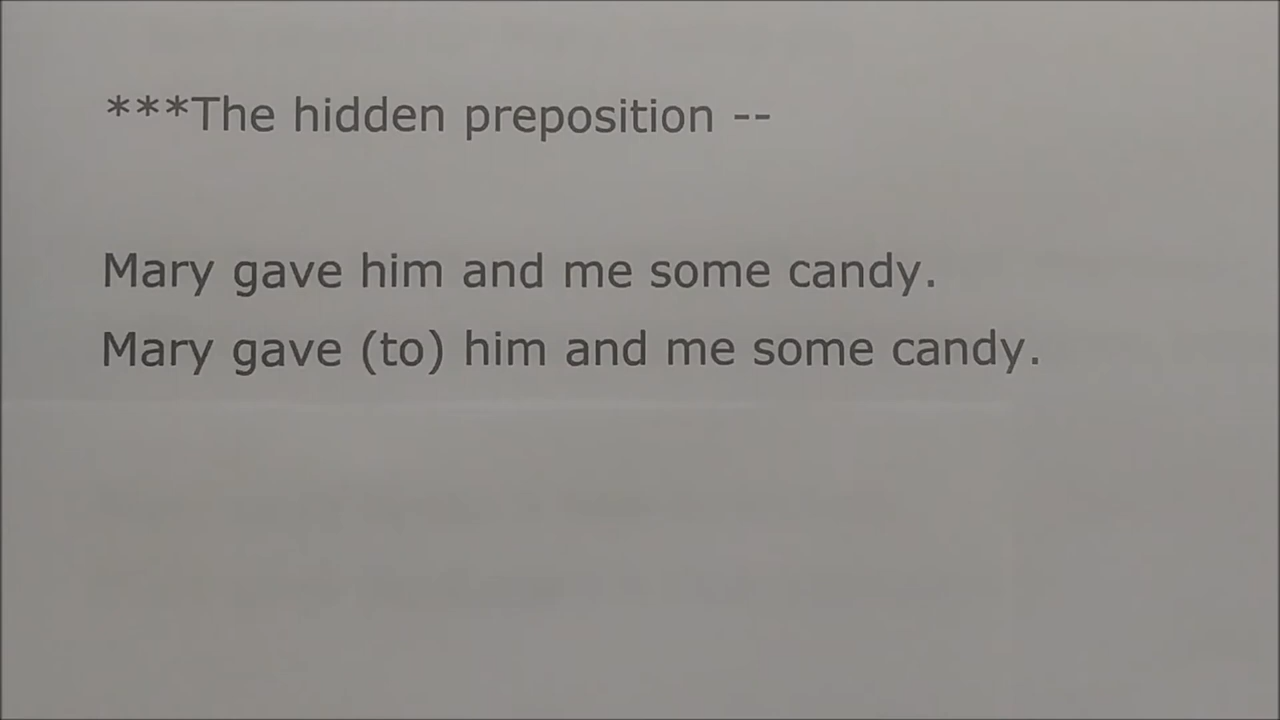 ***The hidden preposition --
Mary gave him and me some candy.
Mary gave (to) him and me some candy.